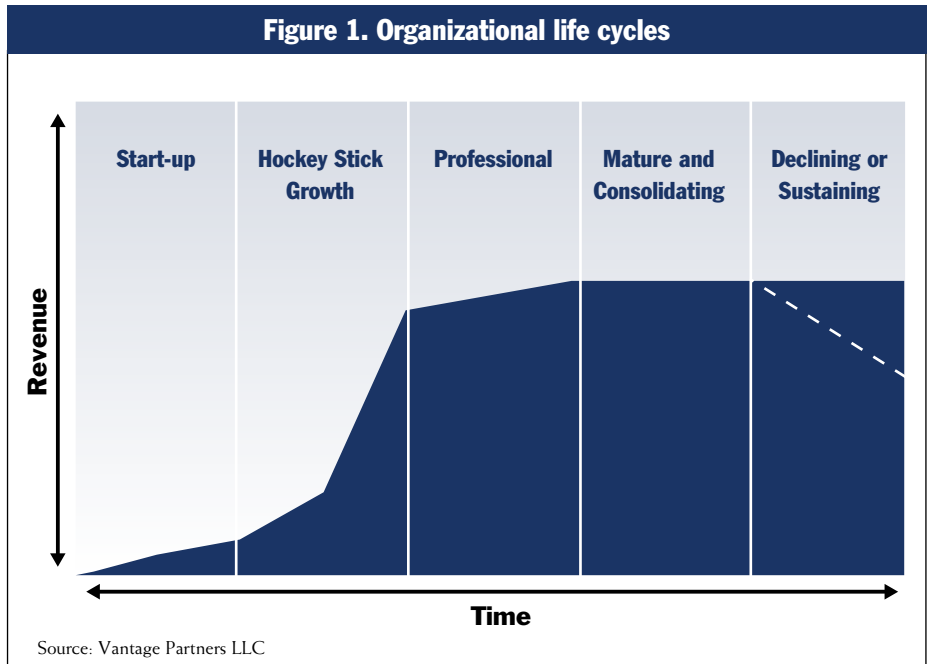 Figure 1. Organizational life cycles
Start-up
Hockey Stick
Growth
Professional
Mature and
Consolidating
Declining or
Sustaining
Revenue
Time
Source: Vantage Partners LLC